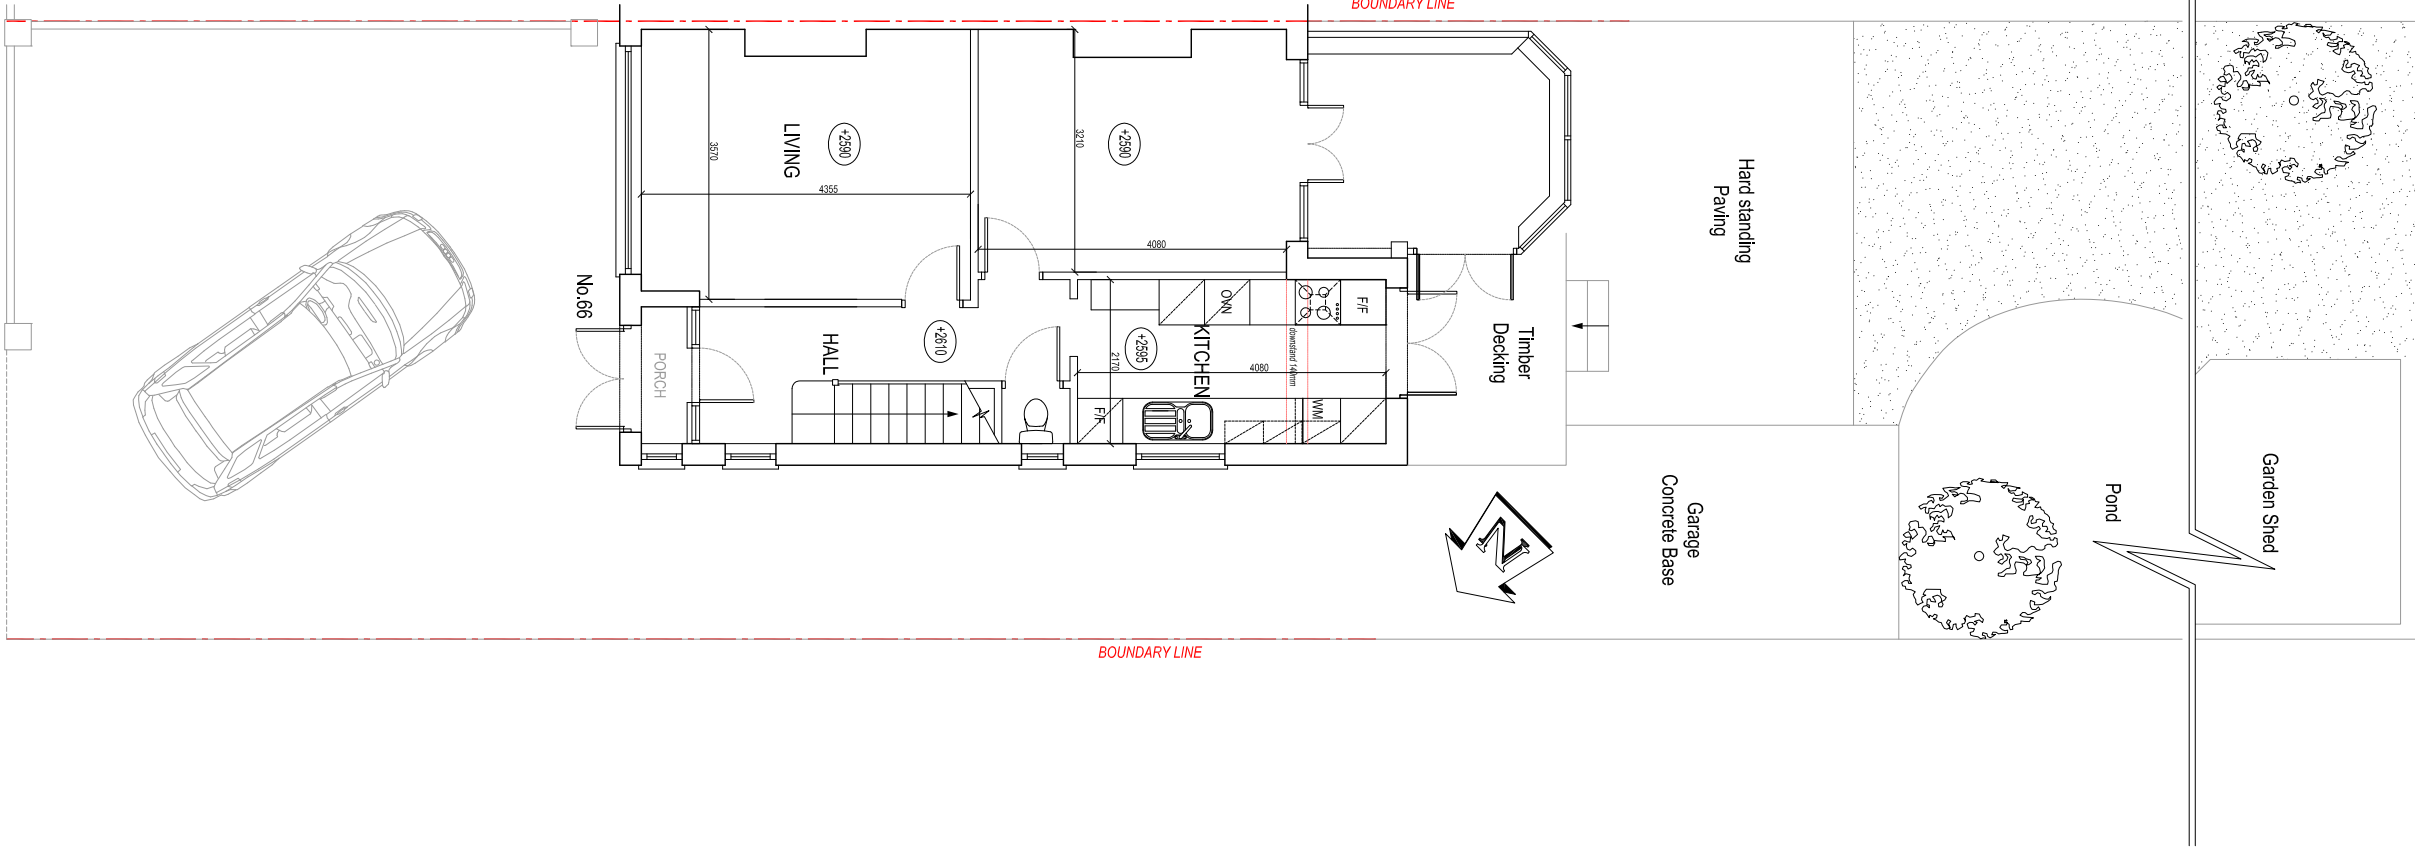 BOUNDARY LINE
LIVING
+2590
3570
4355
+2590
3210
4080
Hard standing
Paving
No.66
PORCH
HALL
+2610
KITCHEN
+2595
2170
4080
OVN
F/F
downstand 140mm
F/F
WM
Timber
Decking
N
Garage
Concrete Base
Pond
Garden Shed
BOUNDARY LINE